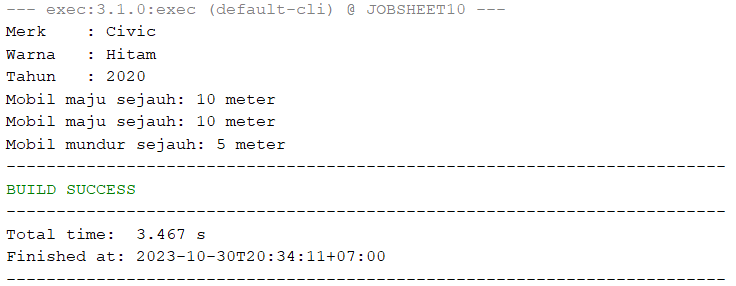 --- exec:3.1.0:exec (default-cli) @ JOBSHEET10 ---
Merk    : Civic
Warna   : Hitam
Tahun   : 2020
Mobil maju sejauh: 10 meter
Mobil maju sejauh: 10 meter
Mobil mundur sejauh: 5 meter
------------------------------------------------------------------------
BUILD SUCCESS
------------------------------------------------------------------------
Total time:  3.467 s
Finished at: 2023-10-30T20:34:11+07:00
------------------------------------------------------------------------